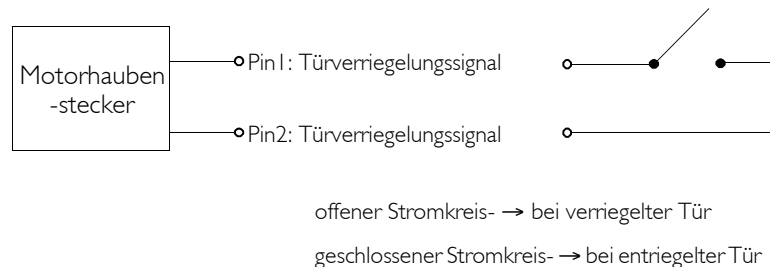 Motorhauben
-stecker
Pin1: Türverriegelungssignal
Pin2: Türverriegelungssignal
offener Stromkreis- → bei verriegelter Tür
geschlossener Stromkreis- → bei entriegelter Tür